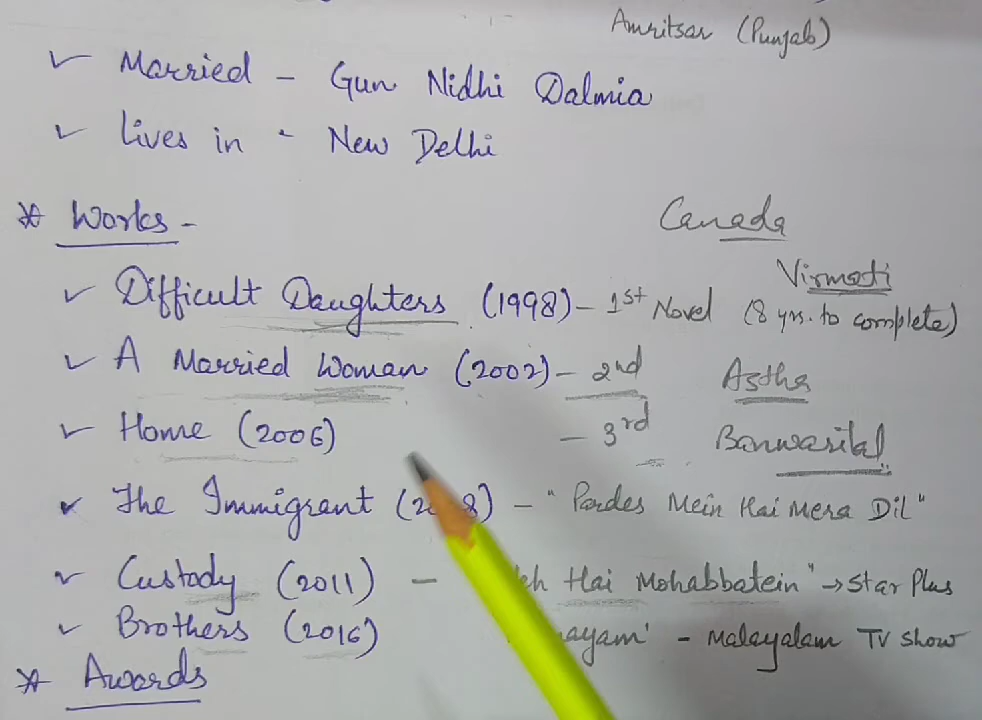 Amritsar (Punjab)
✓ Married - Gun Nidhi Dalmia
✓ Lives in - New Delhi
* Works -
Canada
Virmati
✓ Difficult Daughters (1998) - 1st Novel (8 yrs. to complete)
✓ A Married Woman (2002) - 2nd Astha
✓ Home (2006) - 3rd Banwarilal
✓ The Immigrant - "Pardes Mein Hai Mera Dil"
✓ Custody (2011) - Hai Mohabbatein" → Star Plus
✓ Brothers (2016) - Malayalam TV show
* Awards